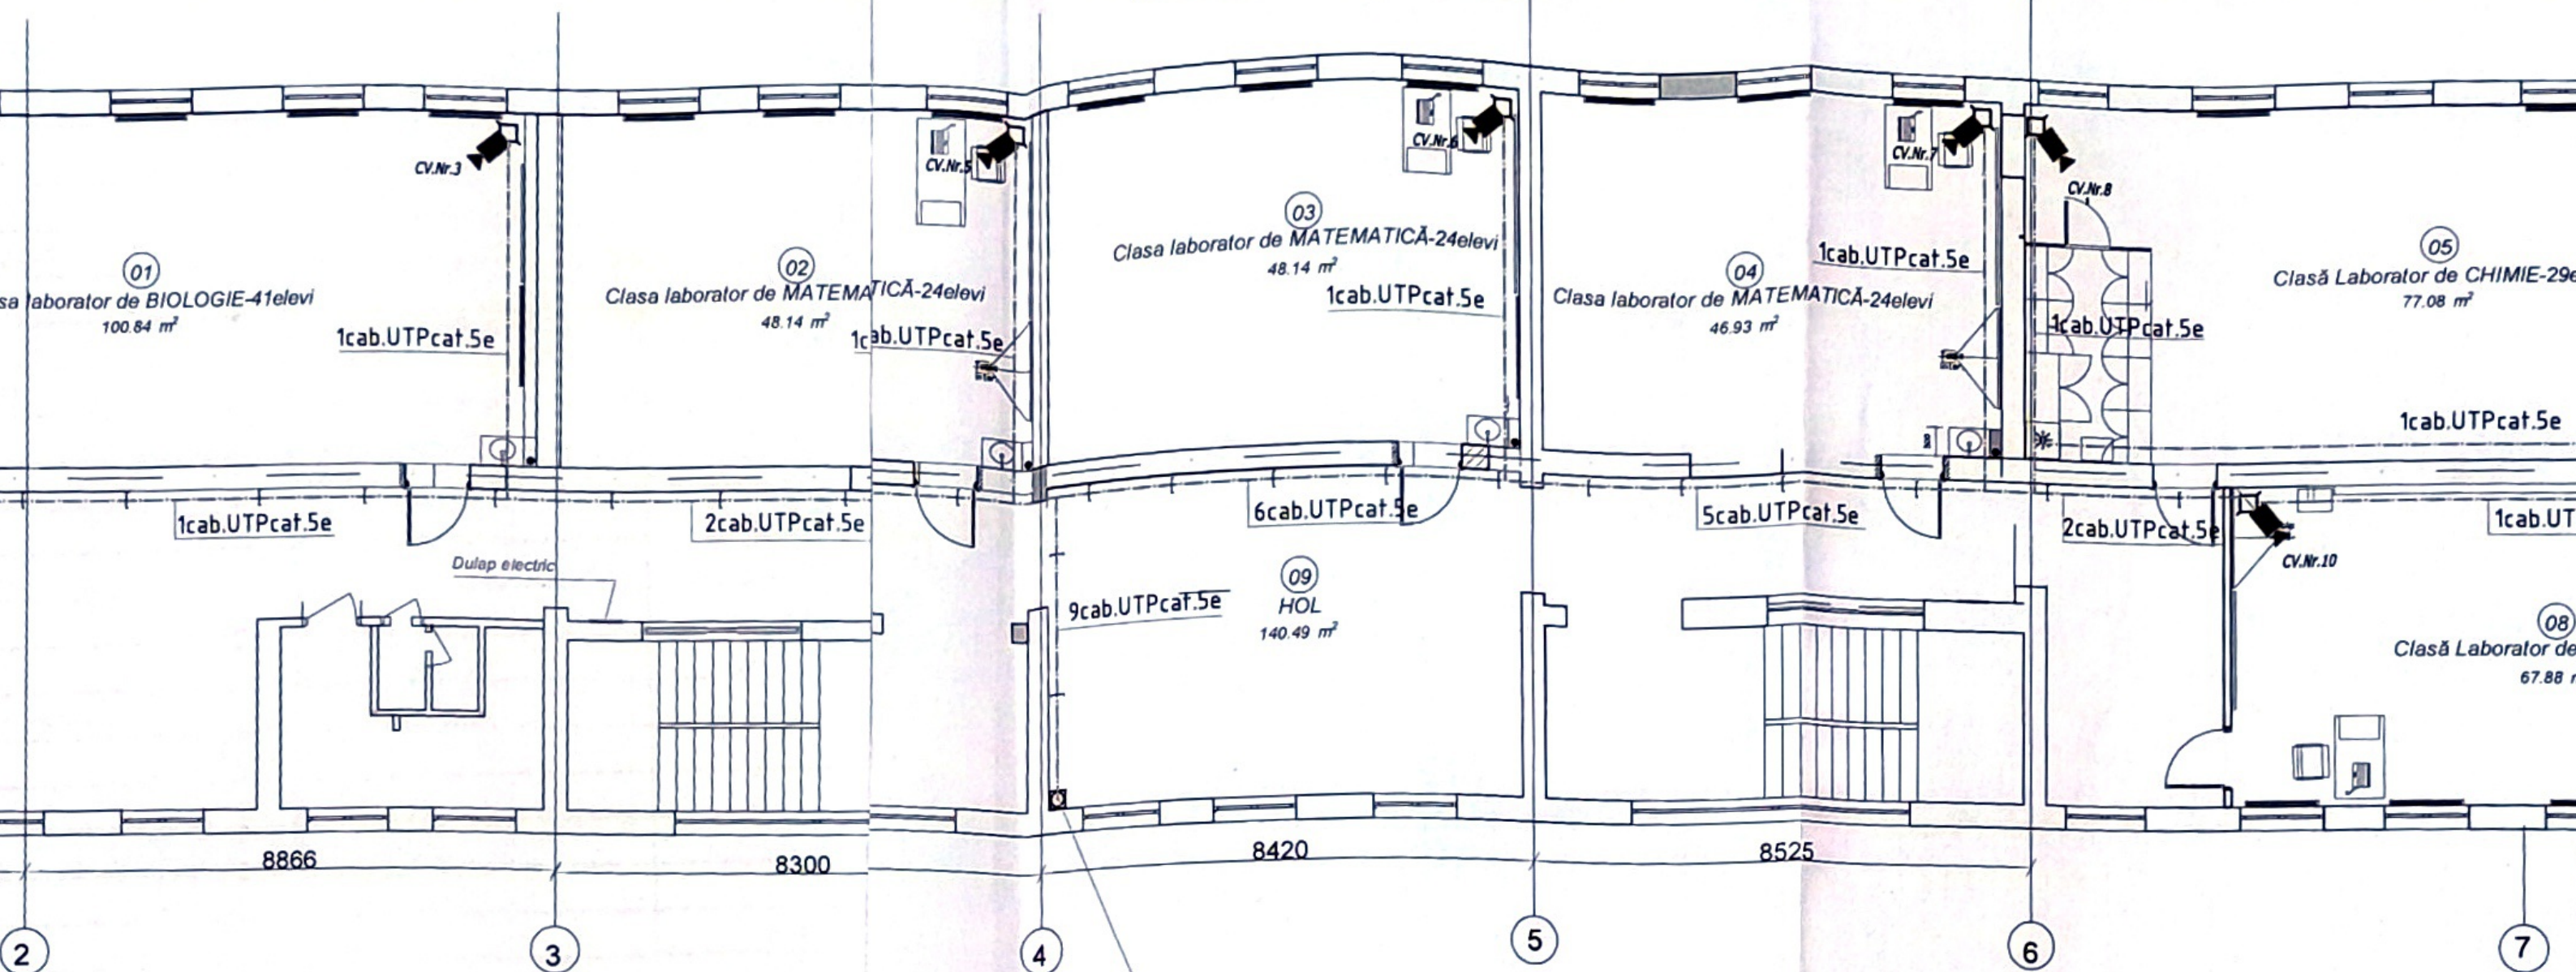 01
laborator de BIOLOGIE-41elevi
100.84 m²
CV.Nr.3
1cab.UTPcat.5e
02
Clasa laborator de MATEMATICĂ-24elevi
48.14 m²
CV.Nr.5
1cab.UTPcat.5e
03
Clasa laborator de MATEMATICĂ-24elevi
48.14 m²
CV.Nr.6
1cab.UTPcat.5e
04
Clasa laborator de MATEMATICĂ-24elevi
46.93 m²
CV.Nr.7
1cab.UTPcat.5e
CV.Nr.8
1cab.UTPcat.5e
05
Clasă Laborator de CHIMIE-29e
77.08 m²
1cab.UTPcat.5e
1cab.UTPcat.5e
2cab.UTPcat.5e
6cab.UTPcat.5e
5cab.UTPcat.5e
2cab.UTPcat.5e
1cab.UT
CV.Nr.10
Dulap electric
9cab.UTPcat.5e
09
HOL
140.49 m²
08
Clasă Laborator de
67.88
8866
8300
8420
8525
2
3
4
5
6
7